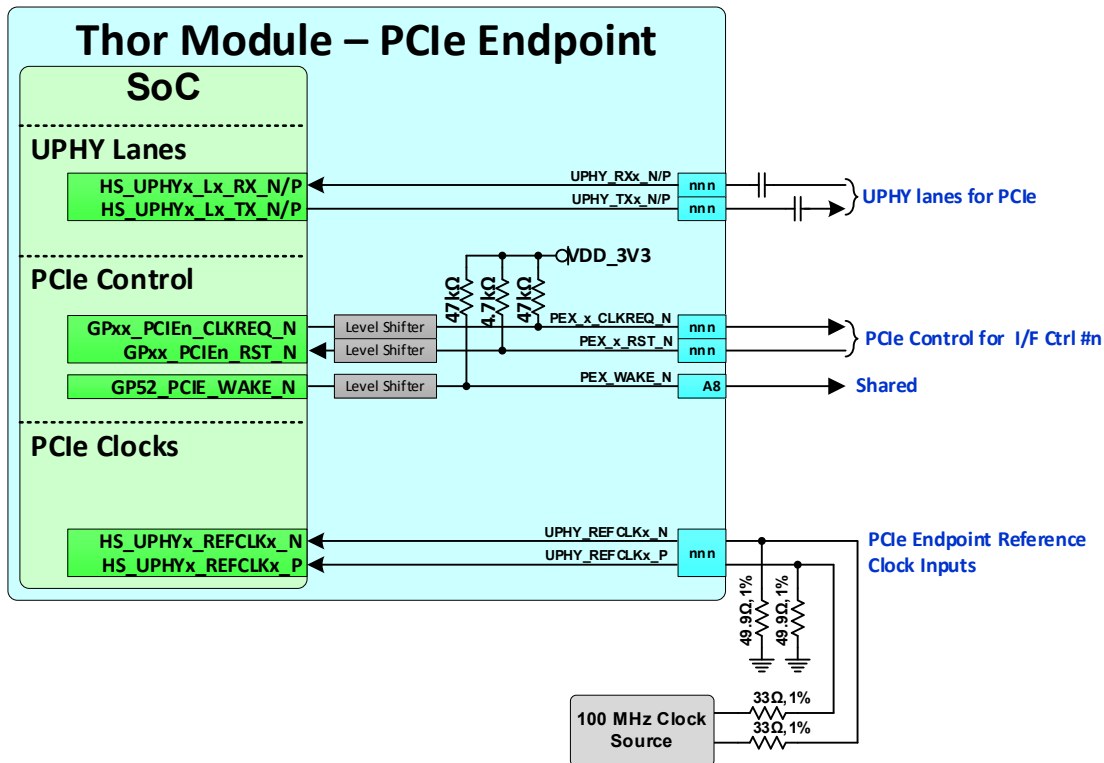 Thor Module – PCIe Endpoint
SoC
UPHY Lanes
HS_UPHYx_Lx_RX_N/P
HS_UPHYx_Lx_TX_N/P
UPHY_RXx_N/P
UPHY_TXx_N/P
nnn
nnn
UPHY lanes for PCIe
VDD_3V3
47kΩ
4.7kΩ
47kΩ
PCIe Control
GPxx_PCIEn_CLKREQ_N
GPxx_PCIEn_RST_N
GP52_PCIE_WAKE_N
Level Shifter
Level Shifter
Level Shifter
PEX_x_CLKREQ_N
PEX_x_RST_N
PEX_WAKE_N
nnn
nnn
A8
PCIe Control for I/F Ctrl #n
Shared
PCIe Clocks
HS_UPHYx_REFCLKx_N
HS_UPHYx_REFCLKx_P
UPHY_REFCLKx_N
UPHY_REFCLKx_P
nnn
PCIe Endpoint Reference
Clock Inputs
49.9Ω,1%
49.9Ω,1%
33Ω,1%
33Ω,1%
100 MHz Clock
Source